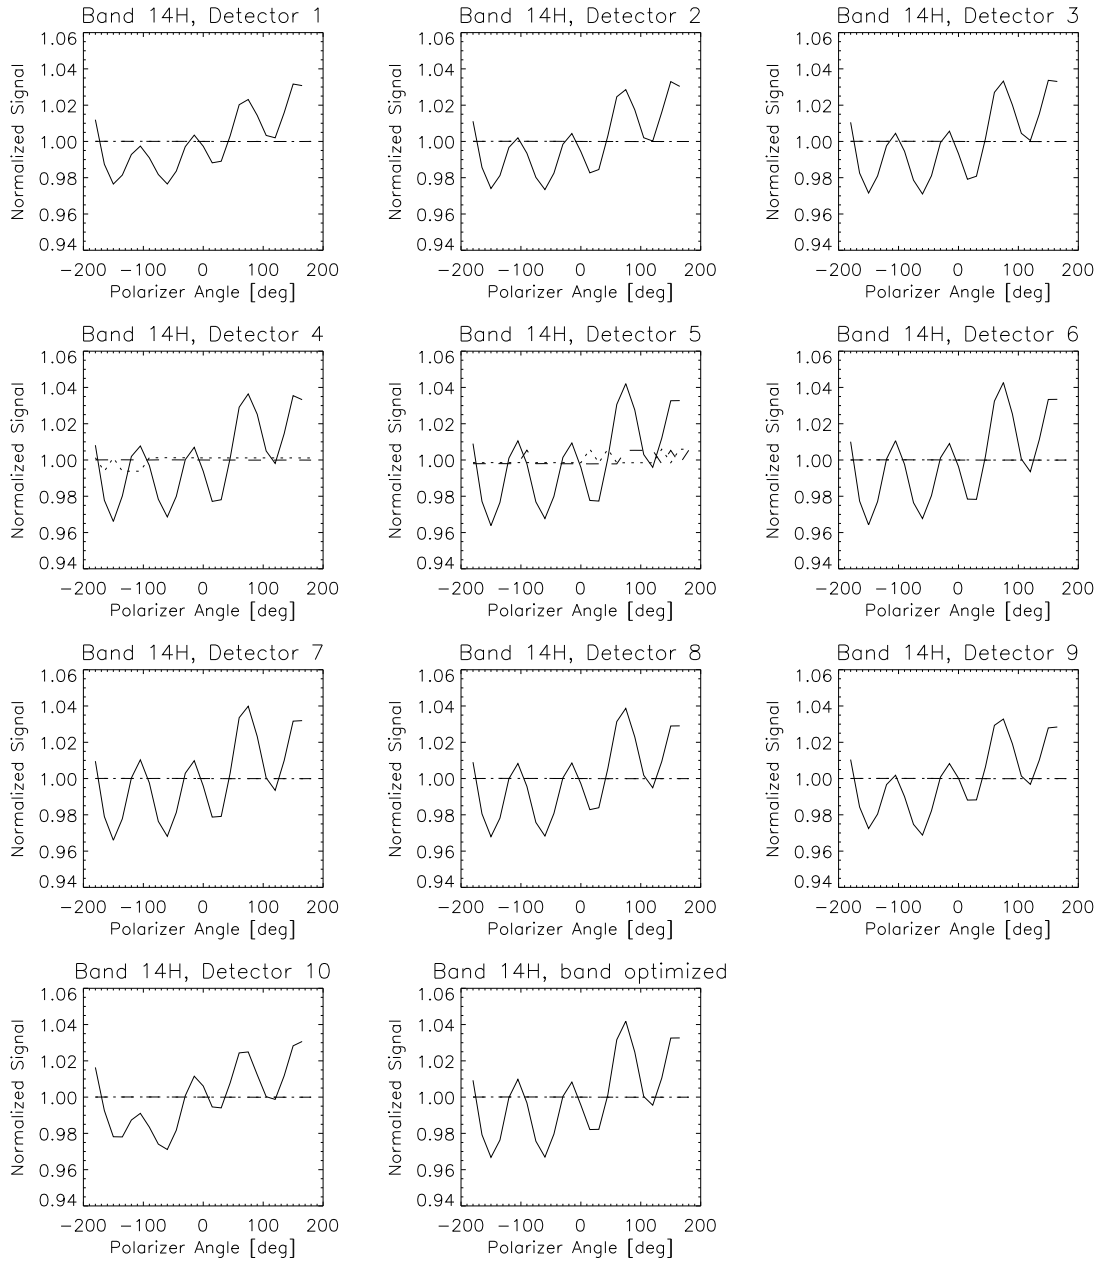 Band 14H, Detector 1
Band 14H, Detector 2
Band 14H, Detector 3
Normalized Signal
1.06
1.04
1.02
1.00
0.98
0.96
0.94
−200 −100 0 100 200
Polarizer Angle [deg]
Normalized Signal
1.06
1.04
1.02
1.00
0.98
0.96
0.94
−200 −100 0 100 200
Polarizer Angle [deg]
Normalized Signal
1.06
1.04
1.02
1.00
0.98
0.96
0.94
−200 −100 0 100 200
Polarizer Angle [deg]
Band 14H, Detector 4
Band 14H, Detector 5
Band 14H, Detector 6
Normalized Signal
1.06
1.04
1.02
1.00
0.98
0.96
0.94
−200 −100 0 100 200
Polarizer Angle [deg]
Normalized Signal
1.06
1.04
1.02
1.00
0.98
0.96
0.94
−200 −100 0 100 200
Polarizer Angle [deg]
Normalized Signal
1.06
1.04
1.02
1.00
0.98
0.96
0.94
−200 −100 0 100 200
Polarizer Angle [deg]
Band 14H, Detector 7
Band 14H, Detector 8
Band 14H, Detector 9
Normalized Signal
1.06
1.04
1.02
1.00
0.98
0.96
0.94
−200 −100 0 100 200
Polarizer Angle [deg]
Normalized Signal
1.06
1.04
1.02
1.00
0.98
0.96
0.94
−200 −100 0 100 200
Polarizer Angle [deg]
Normalized Signal
1.06
1.04
1.02
1.00
0.98
0.96
0.94
−200 −100 0 100 200
Polarizer Angle [deg]
Band 14H, Detector 10
Band 14H, band optimized
Normalized Signal
1.06
1.04
1.02
1.00
0.98
0.96
0.94
−200 −100 0 100 200
Polarizer Angle [deg]
Normalized Signal
1.06
1.04
1.02
1.00
0.98
0.96
0.94
−200 −100 0 100 200
Polarizer Angle [deg]